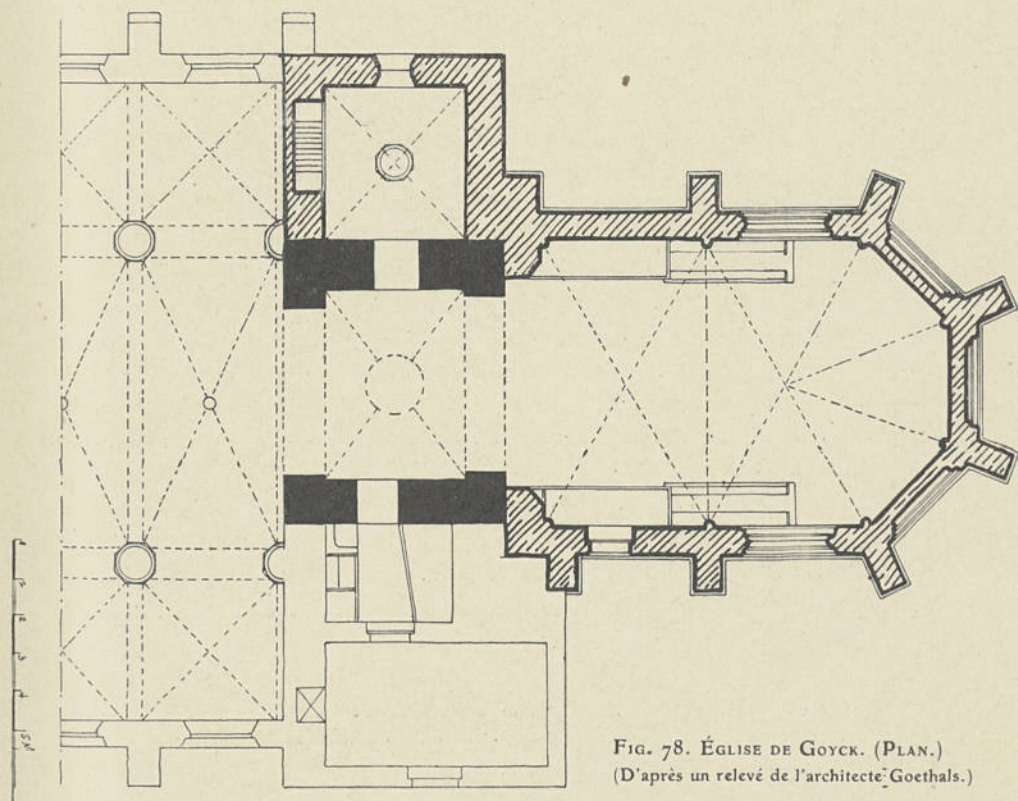 FIG. 78. ÉGLISE DE GOYCK. (PLAN.)
(D'après un relevé de l'architecte Goethals.)